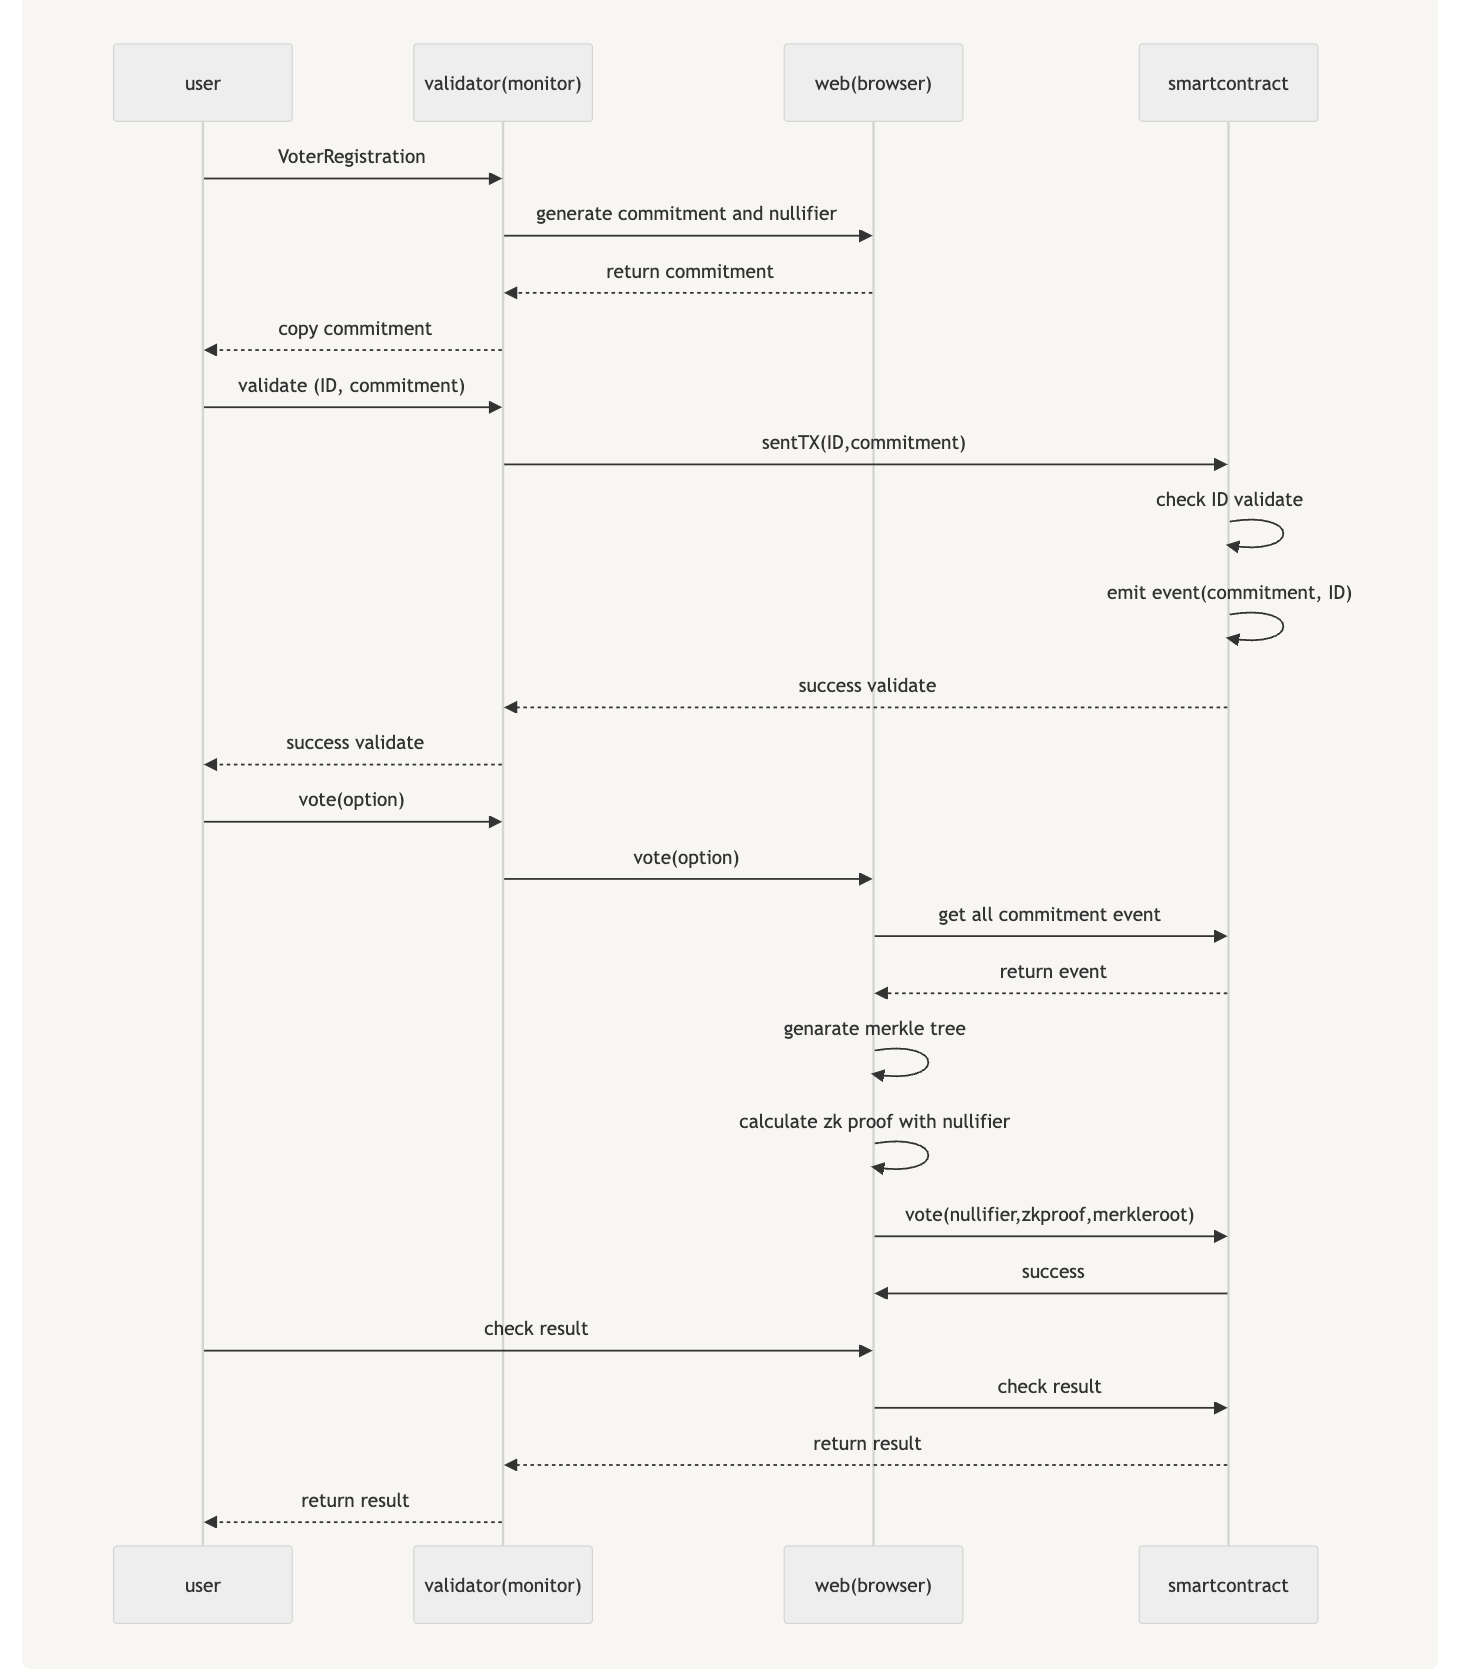 user
validator(monitor)
web(browser)
smartcontract
VoterRegistration
generate commitment and nullifier
return commitment
copy commitment
validate (ID, commitment)
sentTX(ID,commitment)
check ID validate
emit event(commitment, ID)
success validate
success validate
vote(option)
vote(option)
get all commitment event
return event
genarate merkle tree
calculate zk proof with nullifier
vote(nullifier,zkproof,merkleroot)
success
check result
check result
return result
return result
user
validator(monitor)
web(browser)
smartcontract